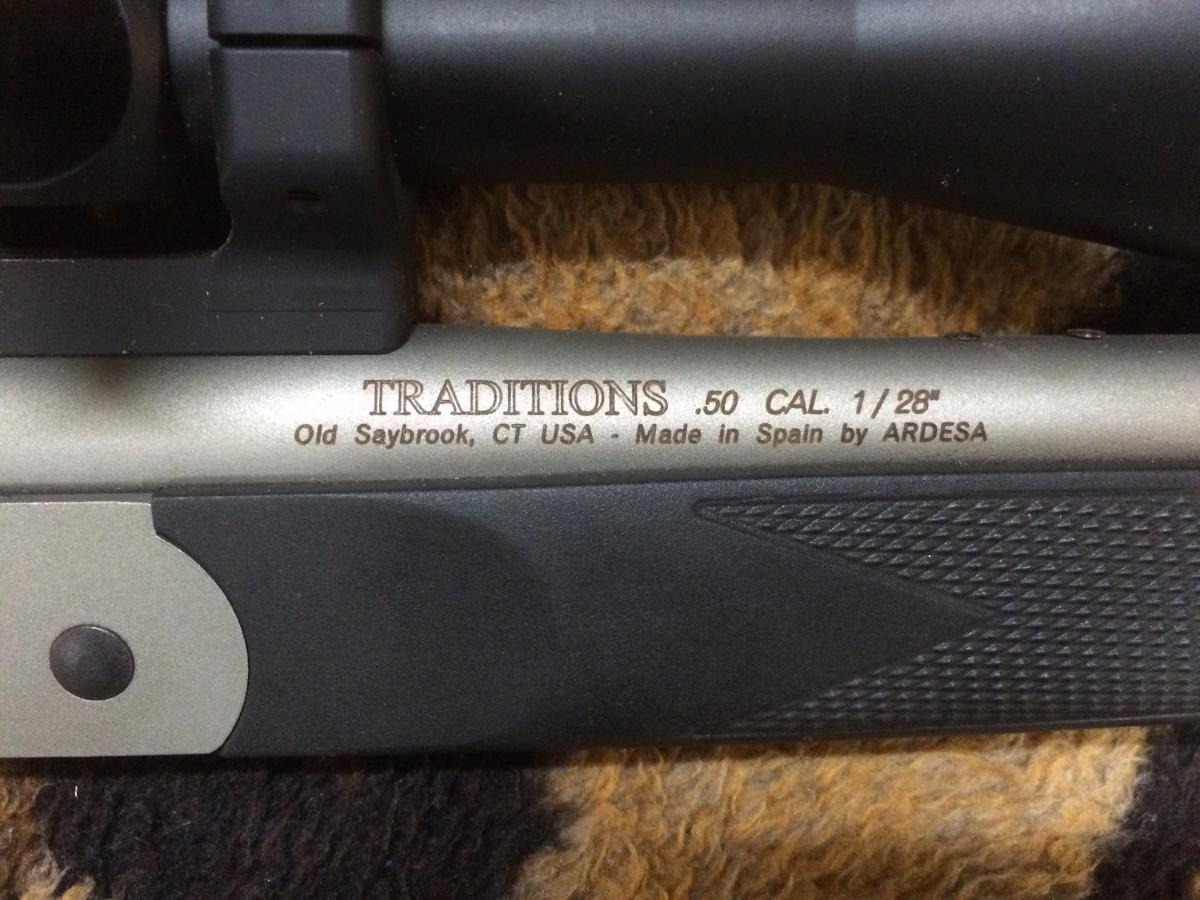 TRADITIONS .50 CAL. 1/28"
Old Saybrook, CT USA - Made in Spain by ARDESA